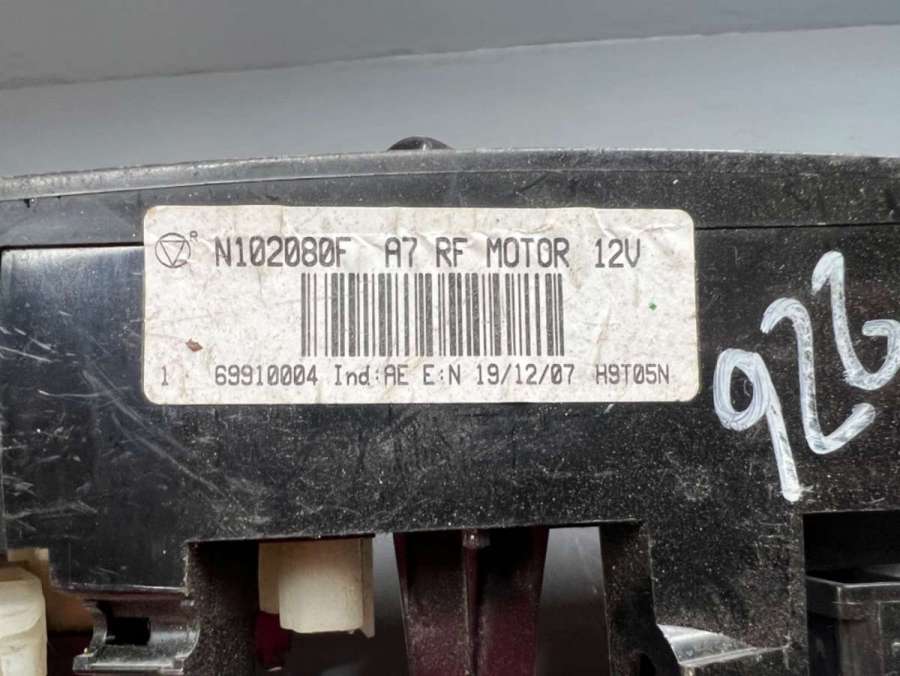 R N102080F A7 RF MOTOR 12V
1 69910004 Ind:AE E:N 19/12/07 H9T05N
926